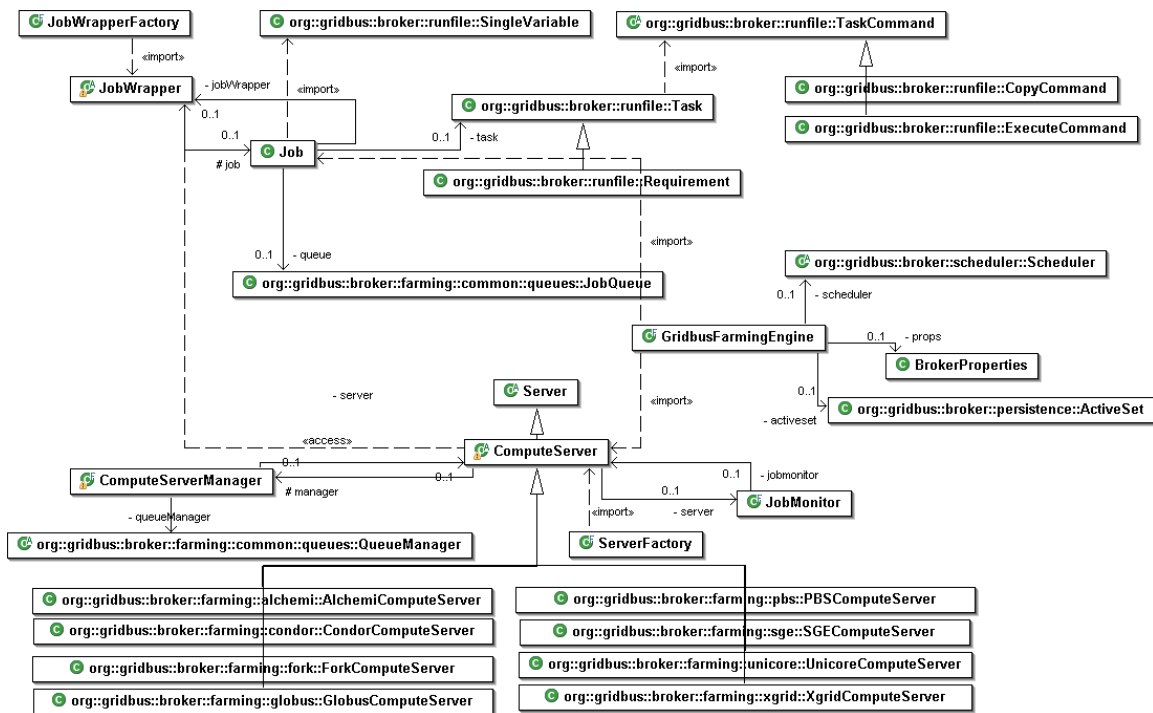 JobWrapperFactory
org::gridbus::broker::runfile::SingleVariable
org::gridbus::broker::runfile::TaskCommand
«import»
«import»
JobWrapper
- jobWrapper
«import»
org::gridbus::broker::runfile::CopyCommand
0..1
org::gridbus::broker::runfile::Task
0..1
0..1
- task
org::gridbus::broker::runfile::ExecuteCommand
Job
# job
org::gridbus::broker::runfile::Requirement
«import»
0..1
- queue
org::gridbus::broker::scheduler::Scheduler
org::gridbus::broker::farming::common::queues::JobQueue
0..1
- scheduler
GridbusFarmingEngine
0..1
- props
BrokerProperties
Server
0..1
- server
«import»
org::gridbus::broker::persistence::ActiveSet
- activeset
«access»
ComputeServer
0..1
0..1
0..1
- jobmonitor
ComputeServerManager
# manager
0..1
JobMonitor
- server
«import»
- queueManager
org::gridbus::broker::farming::common::queues::QueueManager
ServerFactory
org::gridbus::broker::farming::alchemi::AlchemiComputeServer
org::gridbus::broker::farming::pbs::PBSComputeServer
org::gridbus::broker::farming::condor::CondorComputeServer
org::gridbus::broker::farming::sge::SGEComputeServer
org::gridbus::broker::farming::fork::ForkComputeServer
org::gridbus::broker::farming::unicore::UnicoreComputeServer
org::gridbus::broker::farming::globus::GlobusComputeServer
org::gridbus::broker::farming::xgrid::XgridComputeServer